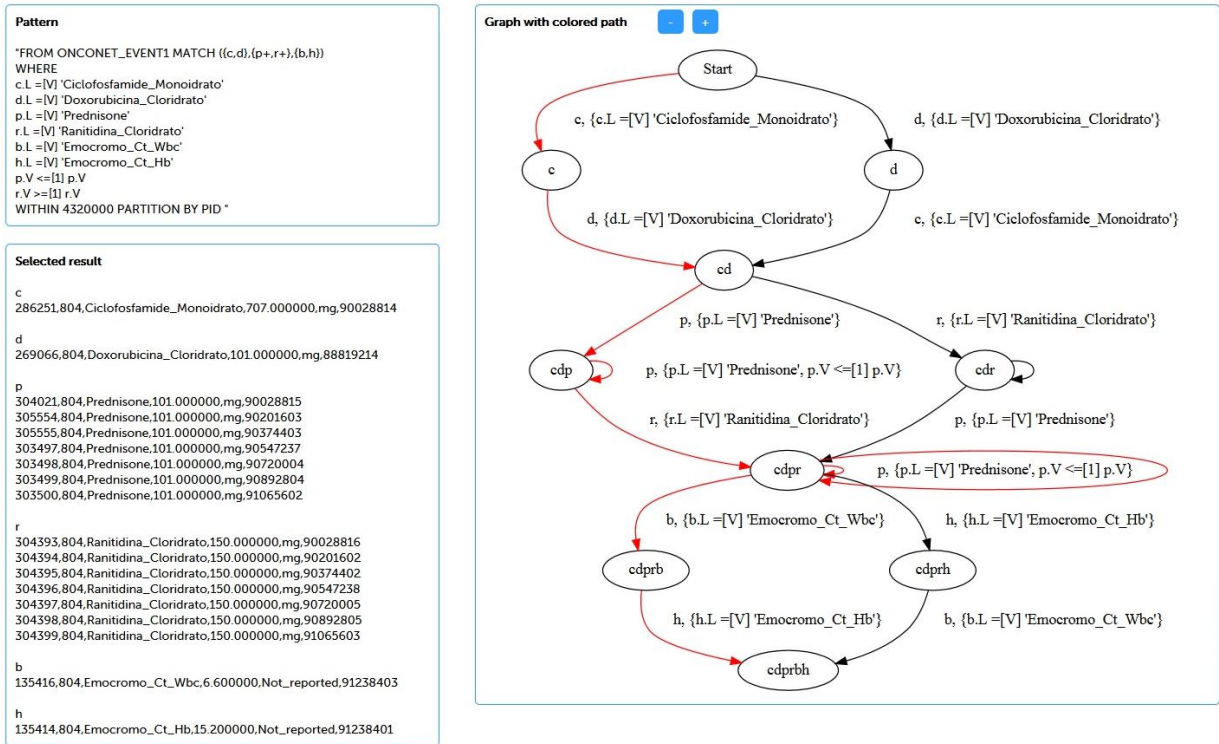 Pattern
"FROM ONCONET_EVENT1 MATCH ({c,d},{p+,r+},{b,h})
WHERE
c.L =[V] 'Ciclofosfamide_Monoidrato'
d.L =[V] 'Doxorubicina_Cloridrato'
p.L =[V] 'Prednisone'
r.L =[V] 'Ranitidina_Cloridrato'
b.L =[V] 'Emocromo_Ct_Wbc'
h.L =[V] 'Emocromo_Ct_Hb'
p.V <=[1] p.V
r.V >=[1] r.V
WITHIN 4320000 PARTITION BY PID "
Selected result
c
286251,804,Ciclofosfamide_Monoidrato,707.000000,mg,90028814
d
269066,804,Doxorubicina_Cloridrato,101.000000,mg,88819214
p
304021,804,Prednisone,101.000000,mg,90028815
305554,804,Prednisone,101.000000,mg,90201603
305555,804,Prednisone,101.000000,mg,90374403
303497,804,Prednisone,101.000000,mg,90547237
303498,804,Prednisone,101.000000,mg,90720004
303499,804,Prednisone,101.000000,mg,90892804
303500,804,Prednisone,101.000000,mg,91065602
r
304393,804,Ranitidina_Cloridrato,150.000000,mg,90028816
304394,804,Ranitidina_Cloridrato,150.000000,mg,90201602
304395,804,Ranitidina_Cloridrato,150.000000,mg,90374402
304396,804,Ranitidina_Cloridrato,150.000000,mg,90547238
304397,804,Ranitidina_Cloridrato,150.000000,mg,90720005
304398,804,Ranitidina_Cloridrato,150.000000,mg,90892805
304399,804,Ranitidina_Cloridrato,150.000000,mg,91065603
b
135416,804,Emocromo_Ct_Wbc,6.600000,Not_reported,91238403
h
135414,804,Emocromo_Ct_Hb,15.200000,Not_reported,91238401
Graph with colored path - +
Start
c, {c.L =[V] 'Ciclofosfamide_Monoidrato'}
d, {d.L =[V] 'Doxorubicina_Cloridrato'}
c
d
d, {d.L =[V] 'Doxorubicina_Cloridrato'}
c, {c.L =[V] 'Ciclofosfamide_Monoidrato'}
cd
p, {p.L =[V] 'Prednisone'}
r, {r.L =[V] 'Ranitidina_Cloridrato'}
cdp
p, {p.L =[V] 'Prednisone', p.V <=[1] p.V}
cdr
r, {r.L =[V] 'Ranitidina_Cloridrato'}
p, {p.L =[V] 'Prednisone'}
cdpr
p, {p.L =[V] 'Prednisone', p.V <=[1] p.V}
b, {b.L =[V] 'Emocromo_Ct_Wbc'}
h, {h.L =[V] 'Emocromo_Ct_Hb'}
cdprb
cdprh
h, {h.L =[V] 'Emocromo_Ct_Hb'}
b, {b.L =[V] 'Emocromo_Ct_Wbc'}
cdprbh